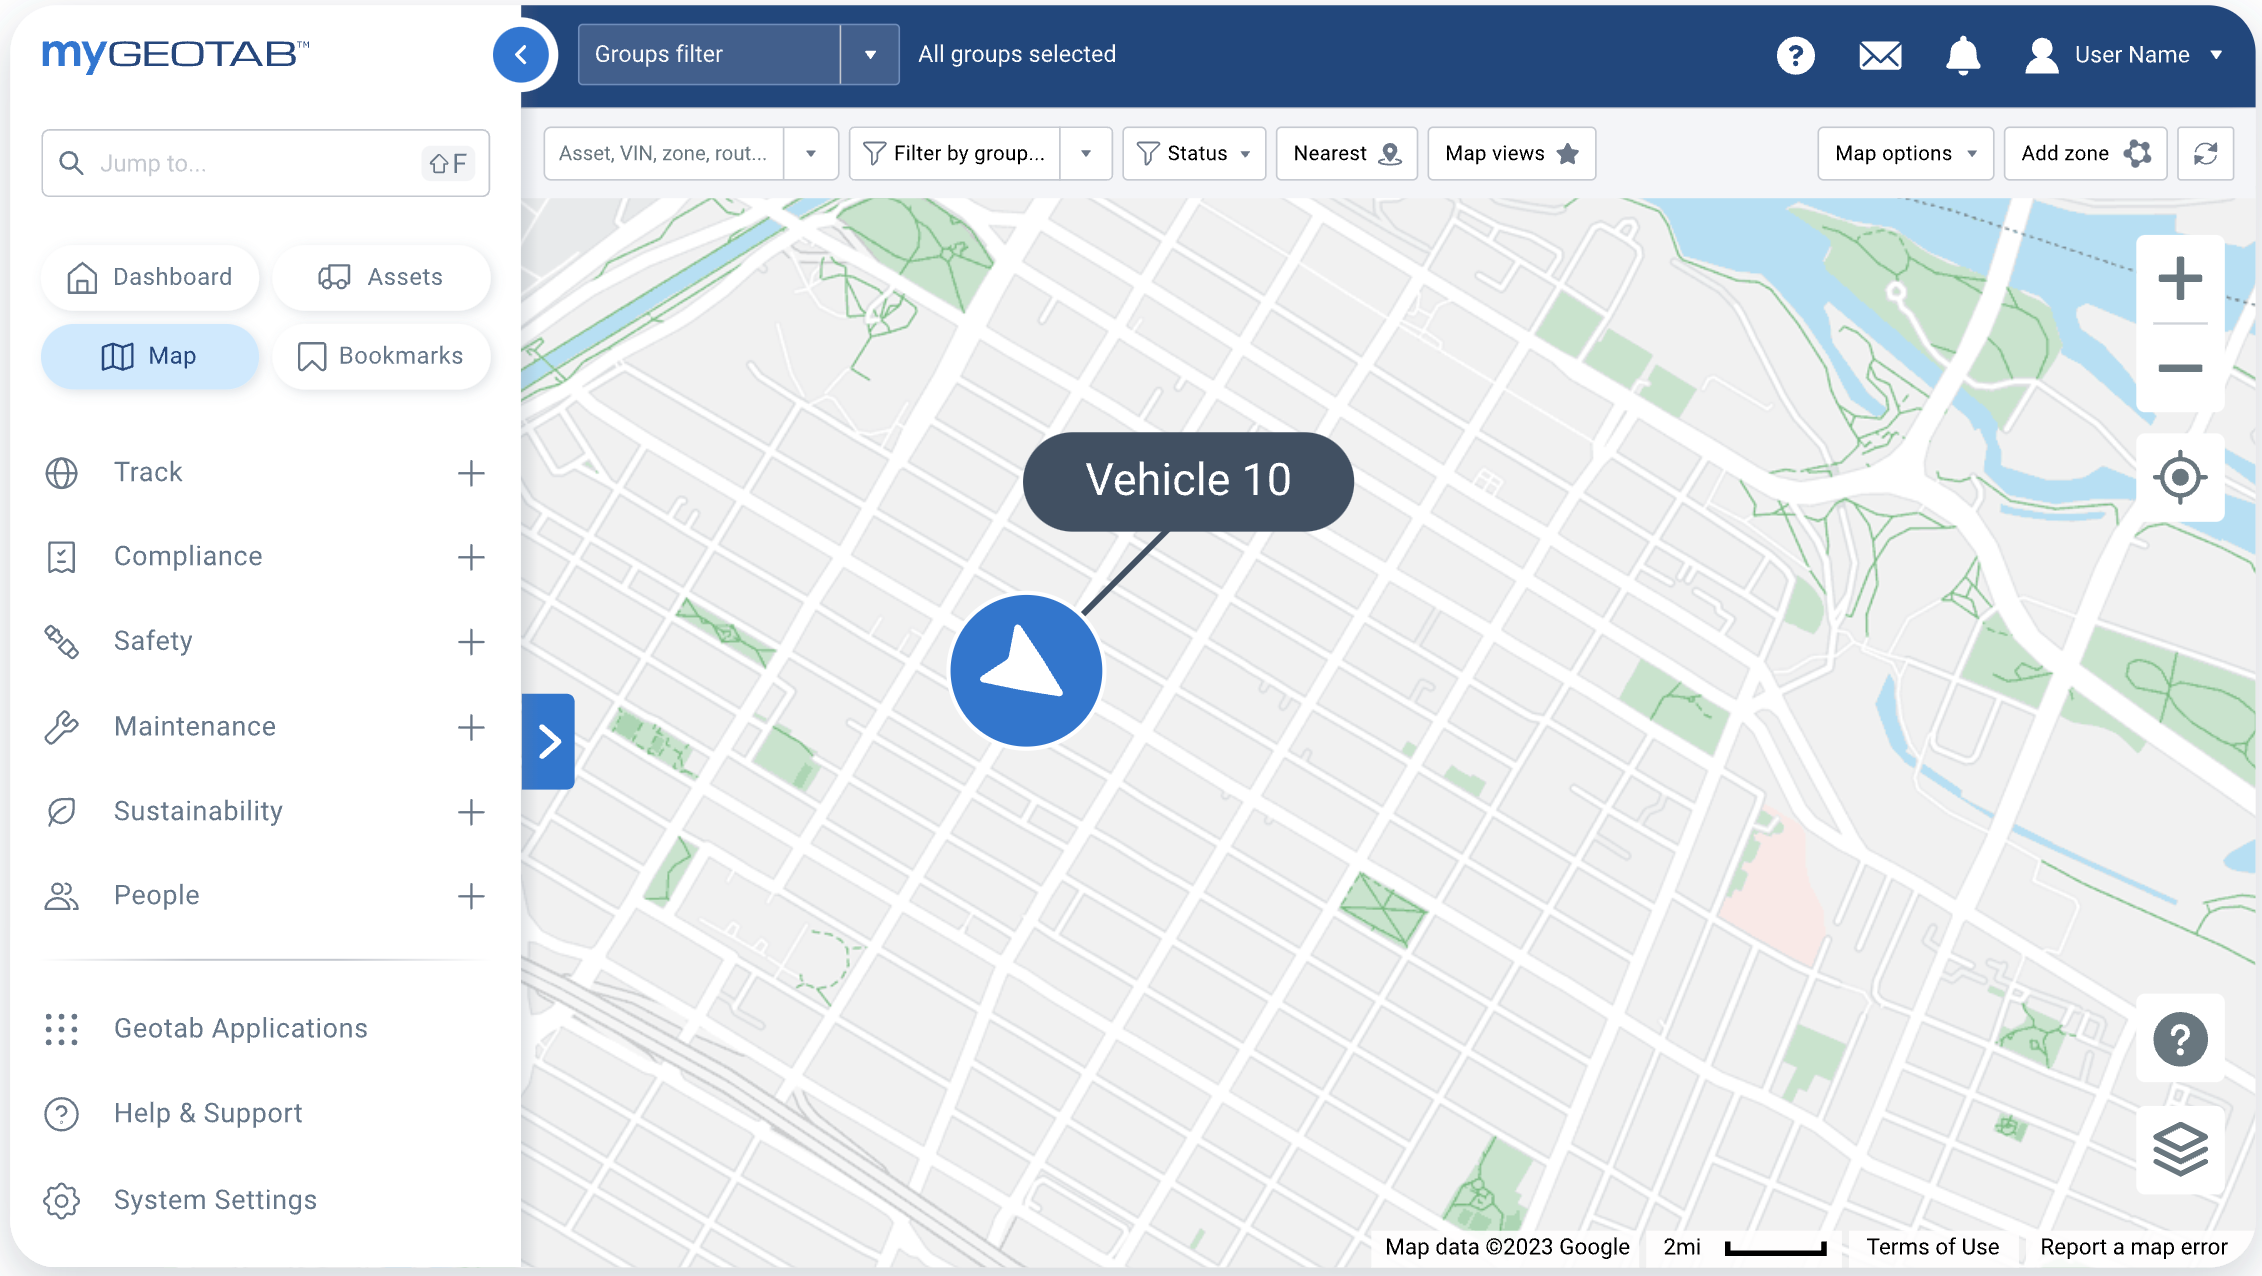 myGEOTAB™
Groups filter
All groups selected
User Name
Jump to...
F
Asset, VIN, zone, rout...
Filter by group...
Status
Nearest
Map views
Map options
Add zone
Dashboard
Assets
Map
Bookmarks
Track
Compliance
Safety
Maintenance
Sustainability
People
Geotab Applications
Help & Support
System Settings
Vehicle 10
Map data ©2023 Google
2mi
Terms of Use
Report a map error